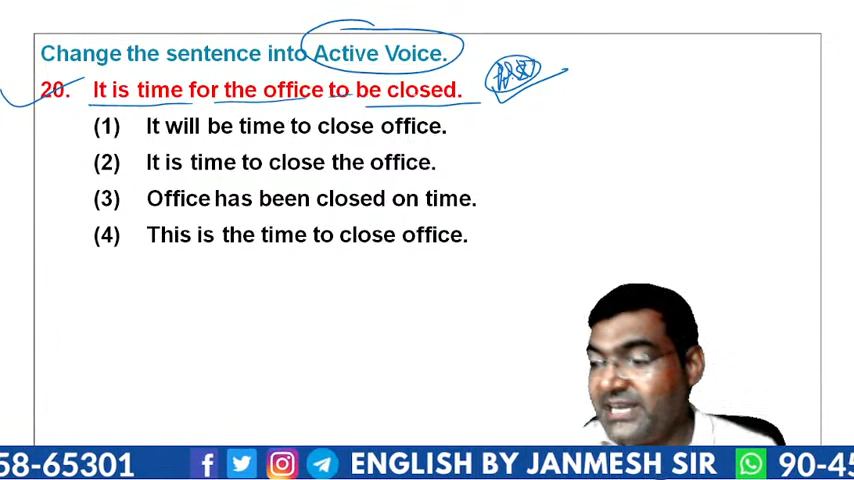 Change the sentence into Active Voice.
20. It is time for the office to be closed.
(1) It will be time to close office.
(2) It is time to close the office.
(3) Office has been closed on time.
(4) This is the time to close office.
58-65301 ENGLISH BY JANMESH SIR 90-45